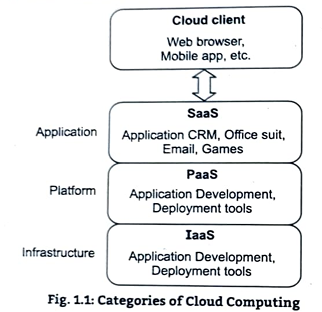 Cloud client
Web browser,
Mobile app, etc.
SaaS
Application
Application CRM, Office suit,
Email, Games
PaaS
Platform
Application Development,
Deployment tools
IaaS
Infrastructure
Application Development,
Deployment tools
Fig. 1.1: Categories of Cloud Computing